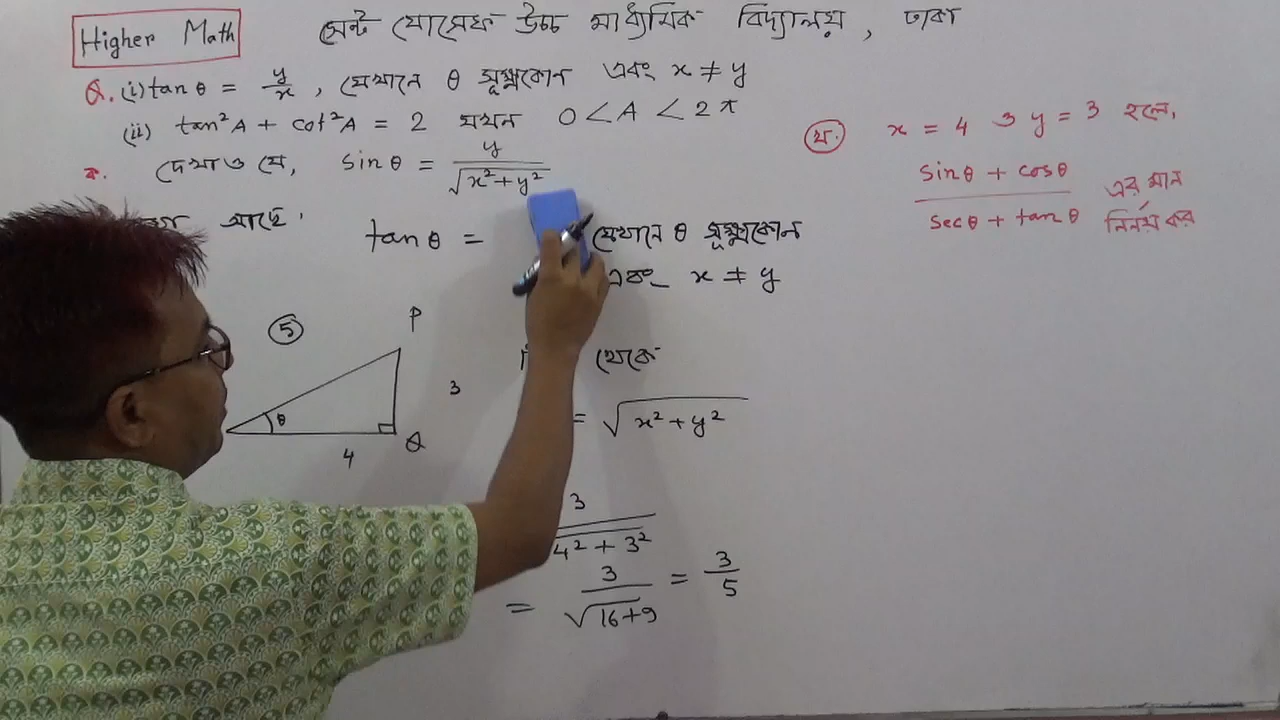 Higher Math
সেন্ট যোসেফ উচ্চ মাধ্যমিক বিদ্যালয়, ঢাকা
Q. (i) tan θ = y/x, যেখানে θ সূক্ষ্মকোন এবং x ≠ y
(ii) tan²A + cot²A = 2 যখন 0 < A < 2π
ক. দেখাও যে, sin θ = y/√(x²+y²)
আছে।
tan θ = যেখানে θ সূক্ষ্মকোন
এবং x ≠ y
5
P
3
θ
4
Q
থেকে
= √(x²+y²)
3/√(4²+3²)
= 3/√(16+9) = 3/5
খ. x = 4 ও y = 3 হলে,
(sinθ + cosθ)/(secθ + tanθ) এর মান
নির্নয় কর